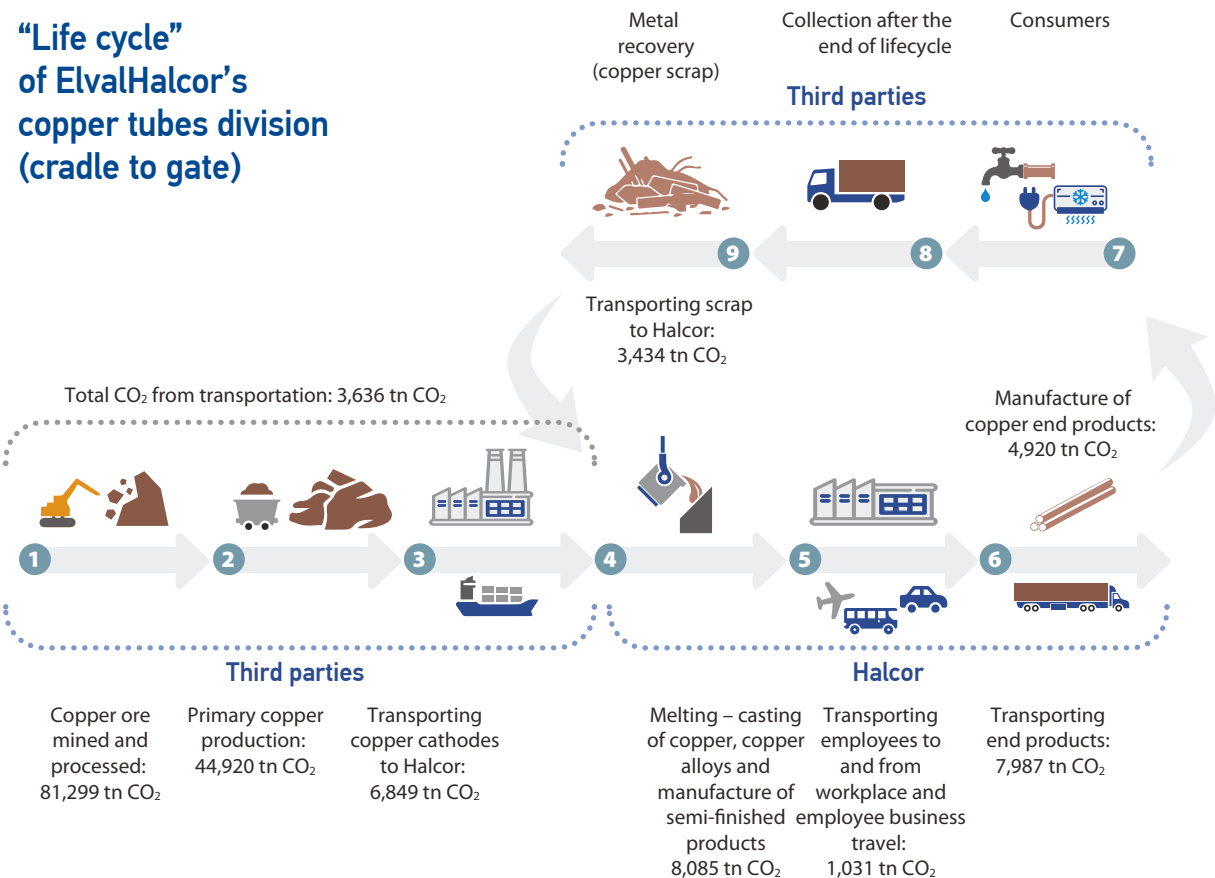 “Life cycle”
of ElvalHalcor’s
copper tubes division
(cradle to gate)
Metal
recovery
(copper scrap)
Collection after the
end of lifecycle
Consumers
Third parties
9
8
7
Transporting scrap
to Halcor:
3,434 tn CO₂
Total CO₂ from transportation: 3,636 tn CO₂
Manufacture of
copper end products:
4,920 tn CO₂
1
2
3
4
5
6
Third parties
Halcor
Copper ore
mined and
processed:
81,299 tn CO₂
Primary copper
production:
44,920 tn CO₂
Transporting
copper cathodes
to Halcor:
6,849 tn CO₂
Melting – casting
of copper, copper
alloys and
manufacture of
semi-finished
products
8,085 tn CO₂
Transporting
employees to
and from
workplace and
employee business
travel:
1,031 tn CO₂
Transporting
end products:
7,987 tn CO₂